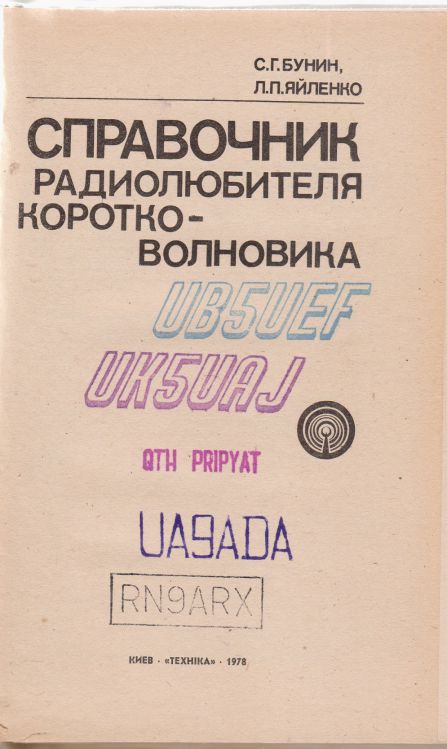 С.Г.БУНИН,
Л.П.ЯЙЛЕНКО
СПРАВОЧНИК
РАДИОЛЮБИТЕЛЯ
КОРОТКО-
ВОЛНОВИКА
UB5UEF
UK5UAJ
QTH PRIPYAT
UA9ADA
RN9ARX
КИЕВ · «ТЕХНІКА» · 1978